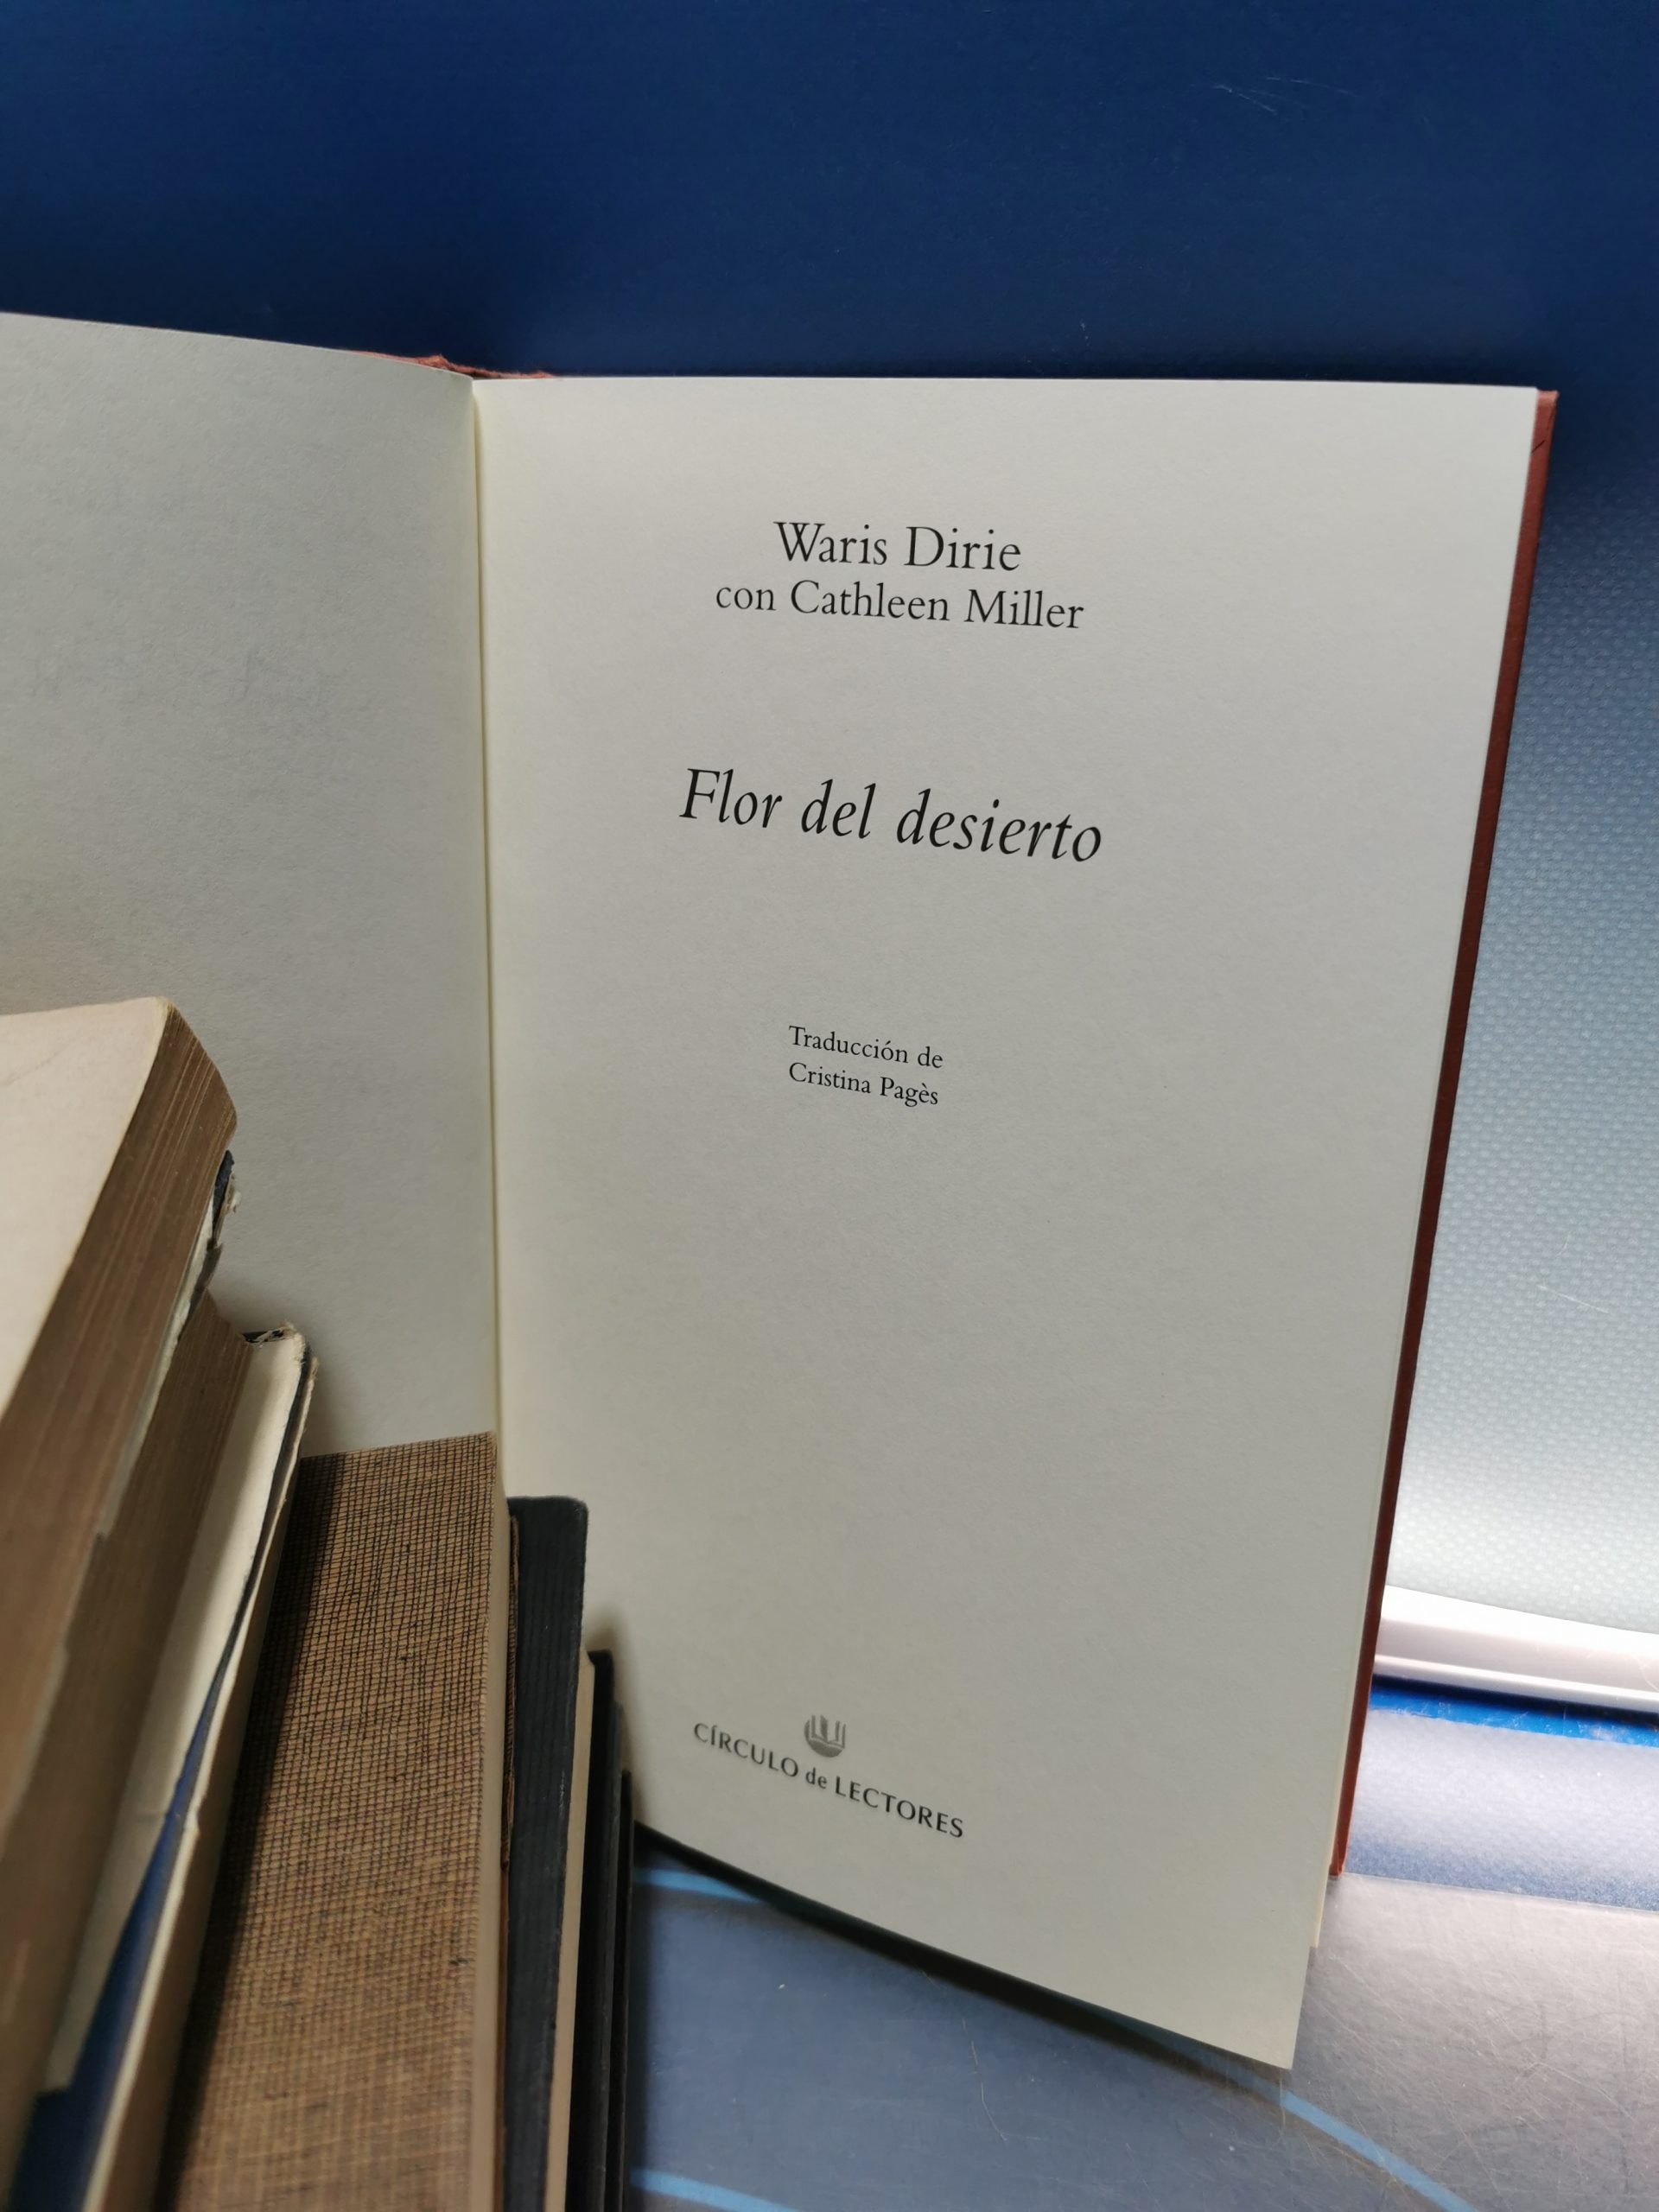 Waris Dirie
con Cathleen Miller
Flor del desierto
Traducción de
Cristina Pagès
CÍRCULO de LECTORES